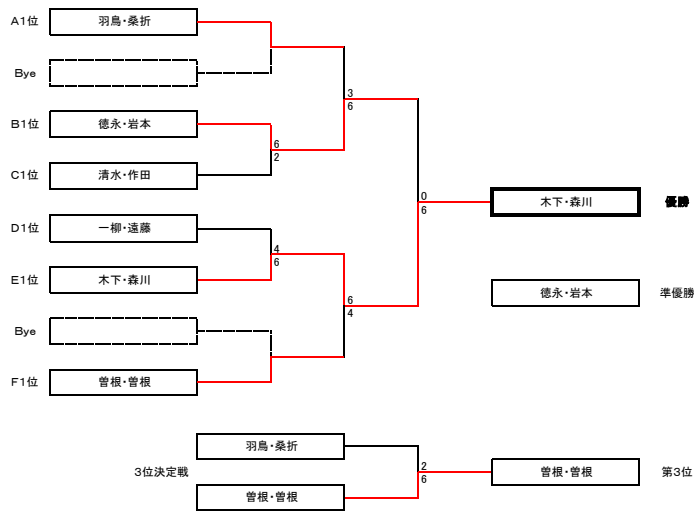 A1位 羽鳥・桑折
Bye
3
6
B1位 徳永・岩本
6
2
C1位 清水・作田
0
6
木下・森川 優勝
D1位 一柳・遠藤
4
6
E1位 木下・森川
徳永・岩本 準優勝
6
4
Bye
F1位 曽根・曽根
羽鳥・桑折
3位決定戦
2
6
曽根・曽根 第3位
曽根・曽根